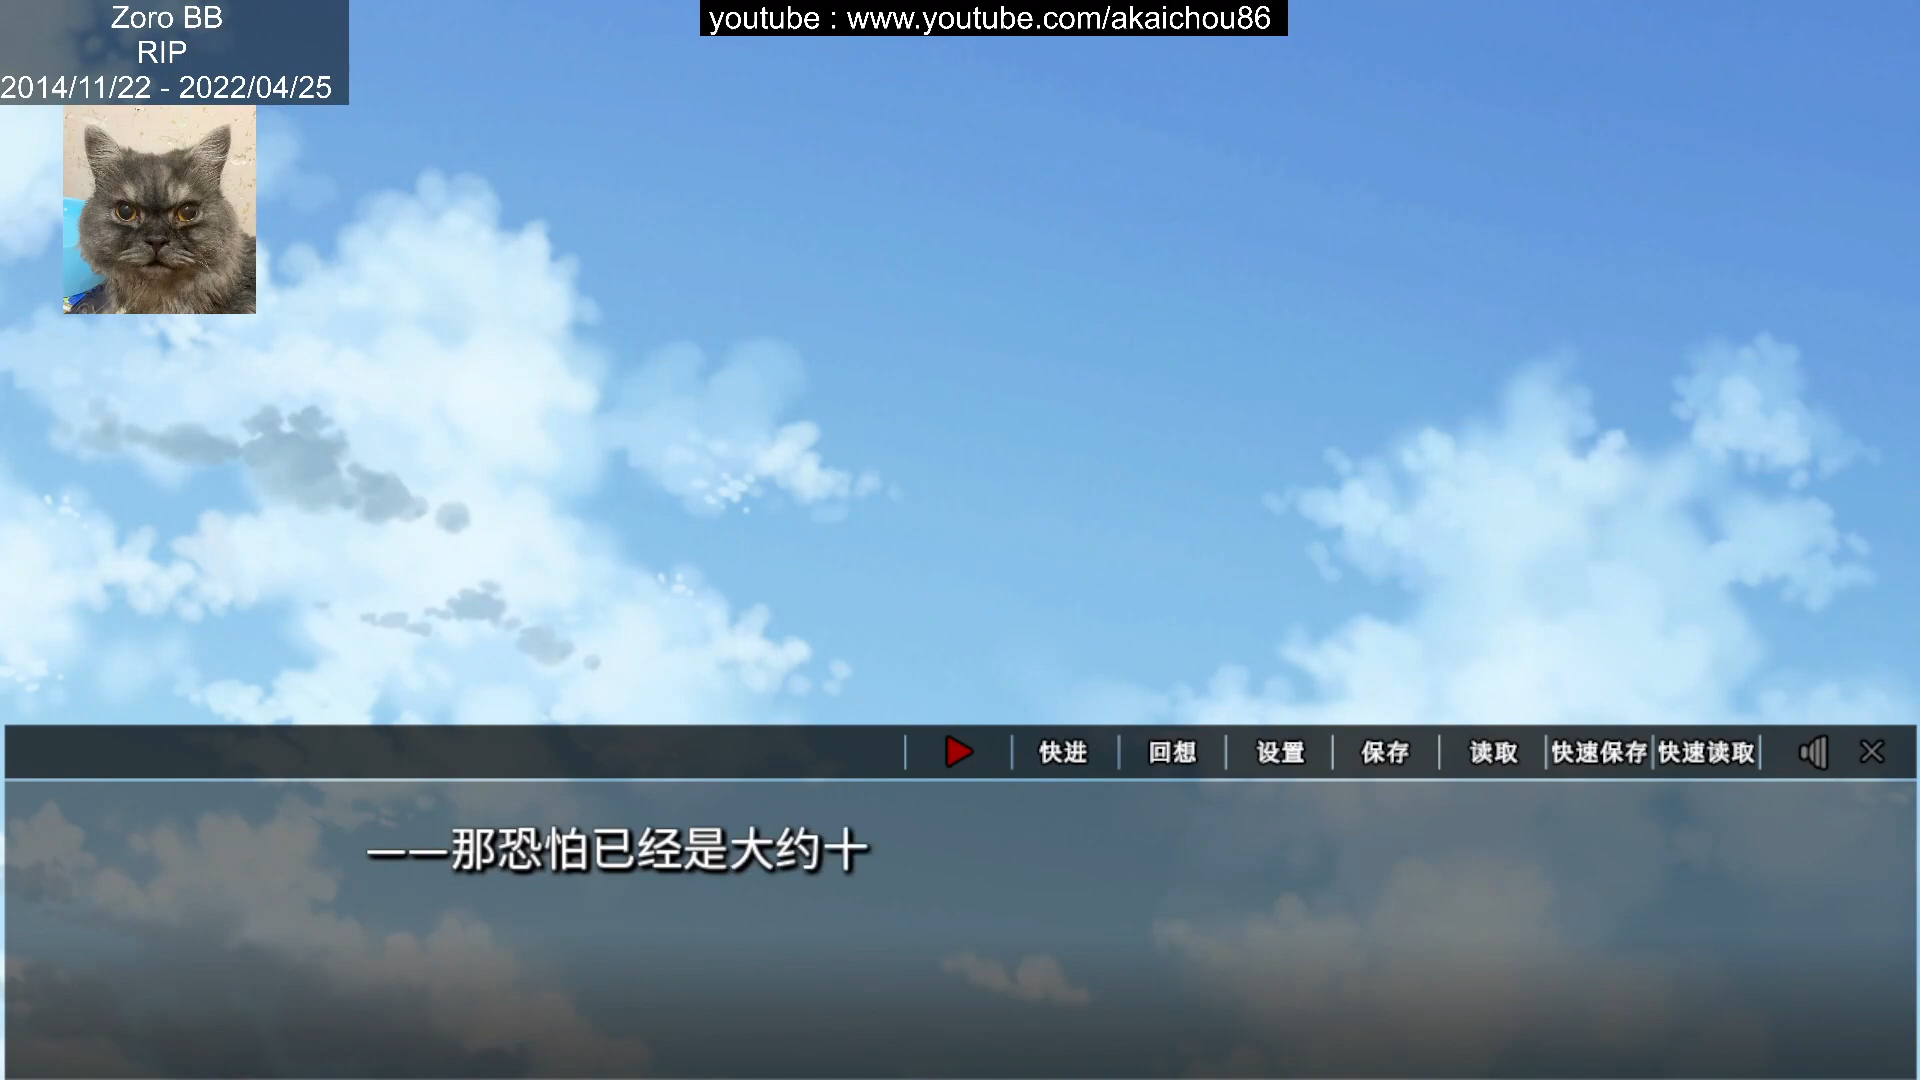 Zoro BB
RIP
2014/11/22 - 2022/04/25
youtube : www.youtube.com/akaichou86
快进 回想 设置 保存 读取 快速保存 快速读取
——那恐怕已经是大约十